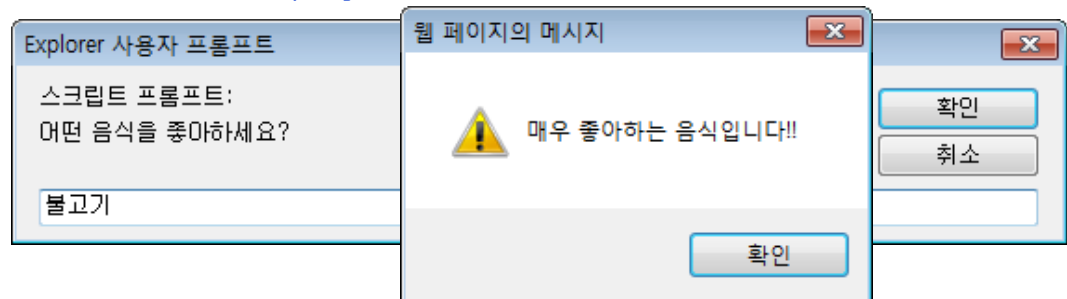 Explorer 사용자 프롬프트
스크립트 프롬프트:
어떤 음식을 좋아하세요?
불고기
확인
취소
웹 페이지의 메시지
매우 좋아하는 음식입니다!!
확인